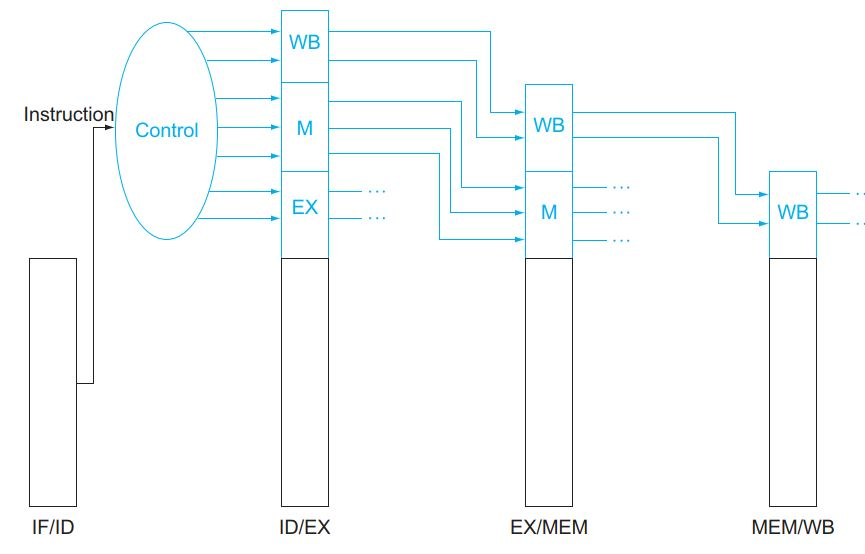 WB
Instruction
Control
M
WB
EX
...
...
M
...
...
...
WB
..
..
IF/ID
ID/EX
EX/MEM
MEM/WB